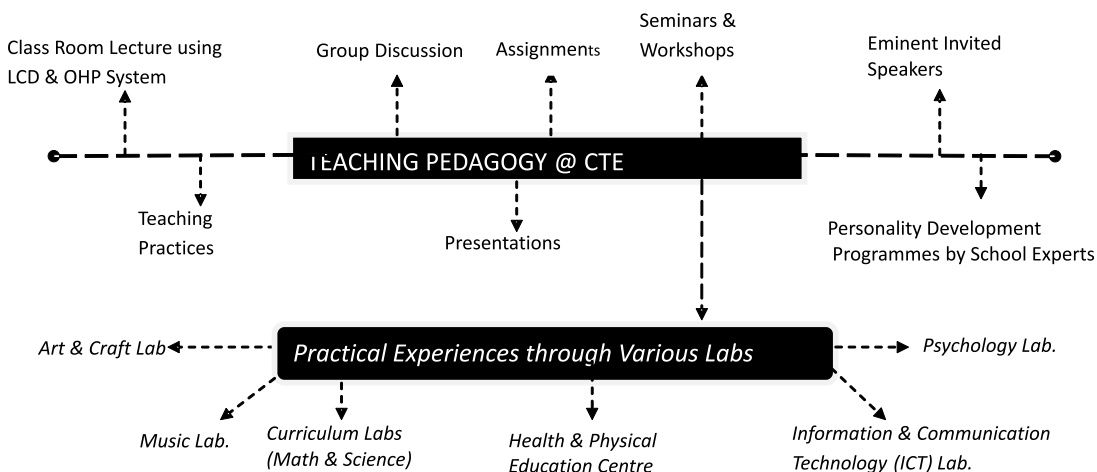 Seminars &
Workshops
Class Room Lecture using
LCD & OHP System
Group Discussion
Assignments
Eminent Invited
Speakers
TEACHING PEDAGOGY @ CTE
Teaching
Practices
Presentations
Personality Development
Programmes by School Experts
Art & Craft Lab
Practical Experiences through Various Labs
Psychology Lab.
Music Lab.
Curriculum Labs
(Math & Science)
Health & Physical
Education Centre
Information & Communication
Technology (ICT) Lab.